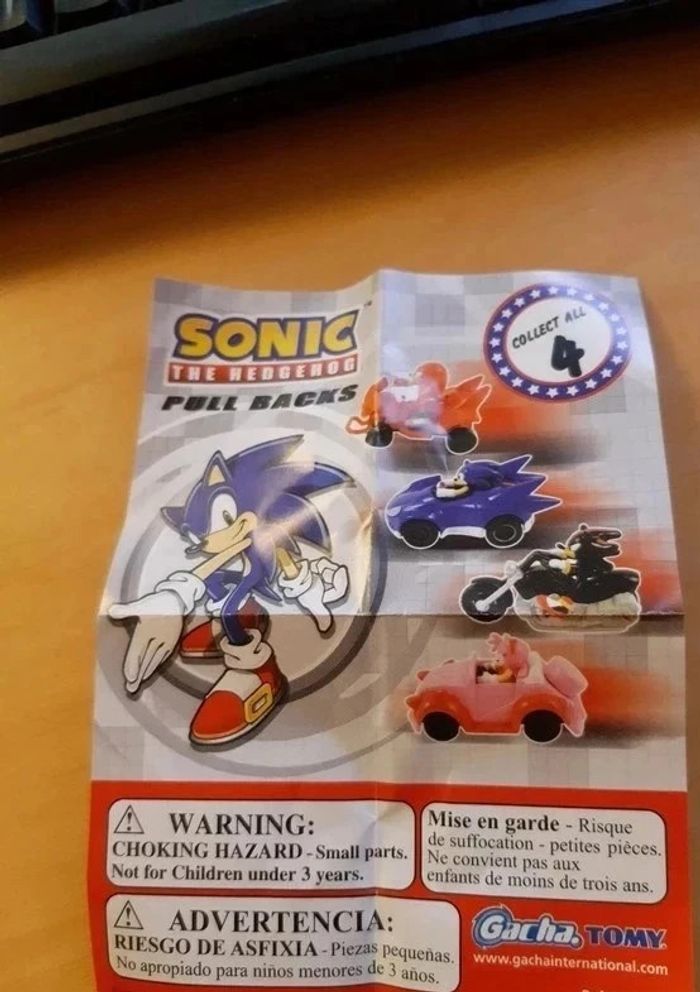 SONIC
THE HEDGEHOG
PULL BACKS
COLLECT ALL
4
WARNING:
CHOKING HAZARD - Small parts.
Not for Children under 3 years.
Mise en garde - Risque
de suffocation - petites pièces.
Ne convient pas aux
enfants de moins de trois ans.
ADVERTENCIA:
RIESGO DE ASFIXIA - Piezas pequeñas.
No apropiado para niños menores de 3 años.
Gacha. TOMY.
www.gachainternational.com